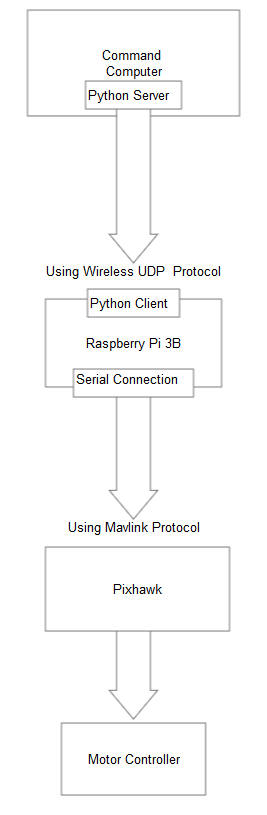 Command
Computer
Python Server
Using Wireless UDP Protocol
Python Client
Raspberry Pi 3B
Serial Connection
Using Mavlink Protocol
Pixhawk
Motor Controller